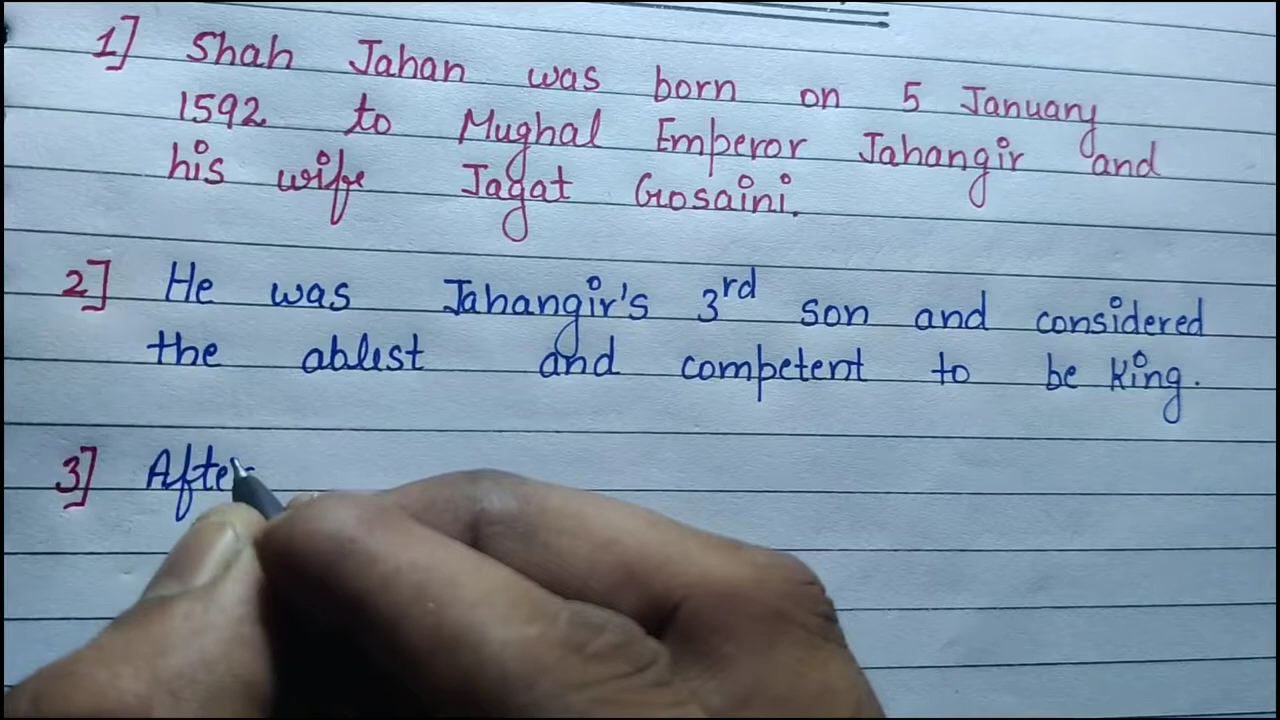 1] Shah Jahan was born on 5 January
1592 to Mughal Emperor Jahangir and
his wife Jagat Gosaini.
2] He was Jahangir's 3rd son and considered
the ablest and competent to be king.
3] After